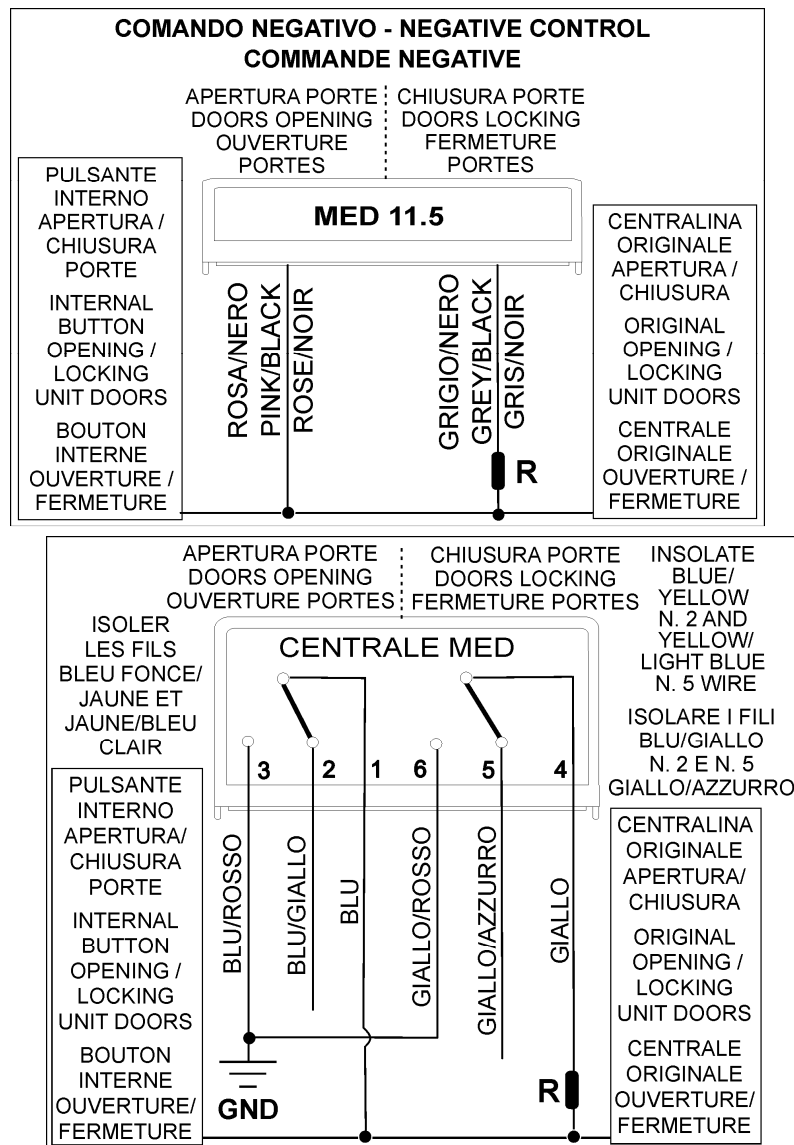 COMANDO NEGATIVO - NEGATIVE CONTROL
COMMANDE NEGATIVE
APERTURA PORTE
DOORS OPENING
OUVERTURE
PORTES
CHIUSURA PORTE
DOORS LOCKING
FERMETURE
PORTES
PULSANTE
INTERNO
APERTURA /
CHIUSURA
PORTE
INTERNAL
BUTTON
OPENING /
LOCKING
UNIT DOORS
BOUTON
INTERNE
OUVERTURE /
FERMETURE
MED 11.5
ROSA/NERO
PINK/BLACK
ROSE/NOIR
GRIGIO/NERO
GREY/BLACK
GRIS/NOIR
R
CENTRALINA
ORIGINALE
APERTURA /
CHIUSURA
ORIGINAL
OPENING /
LOCKING
UNIT DOORS
CENTRALE
ORIGINALE
OUVERTURE /
FERMETURE
APERTURA PORTE
DOORS OPENING
OUVERTURE PORTES
CHIUSURA PORTE
DOORS LOCKING
FERMETURE PORTES
INSOLATE
BLUE/
YELLOW
N. 2 AND
YELLOW/
LIGHT BLUE
N. 5 WIRE
ISOLER
LES FILS
BLEU FONCE/
JAUNE ET
JAUNE/BLEU
CLAIR
ISOLARE I FILI
BLU/GIALLO
N. 2 E N. 5
GIALLO/AZZURRO
CENTRALE MED
3 2 1 6 5 4
PULSANTE
INTERNO
APERTURA/
CHIUSURA
PORTE
INTERNAL
BUTTON
OPENING /
LOCKING
UNIT DOORS
BOUTON
INTERNE
OUVERTURE/
FERMETURE
BLU/ROSSO
BLU/GIALLO
BLU
GIALLO/ROSSO
GIALLO/AZZURRO
GIALLO
GND
R
CENTRALINA
ORIGINALE
APERTURA/
CHIUSURA
ORIGINAL
OPENING /
LOCKING
UNIT DOORS
CENTRALE
ORIGINALE
OUVERTURE/
FERMETURE